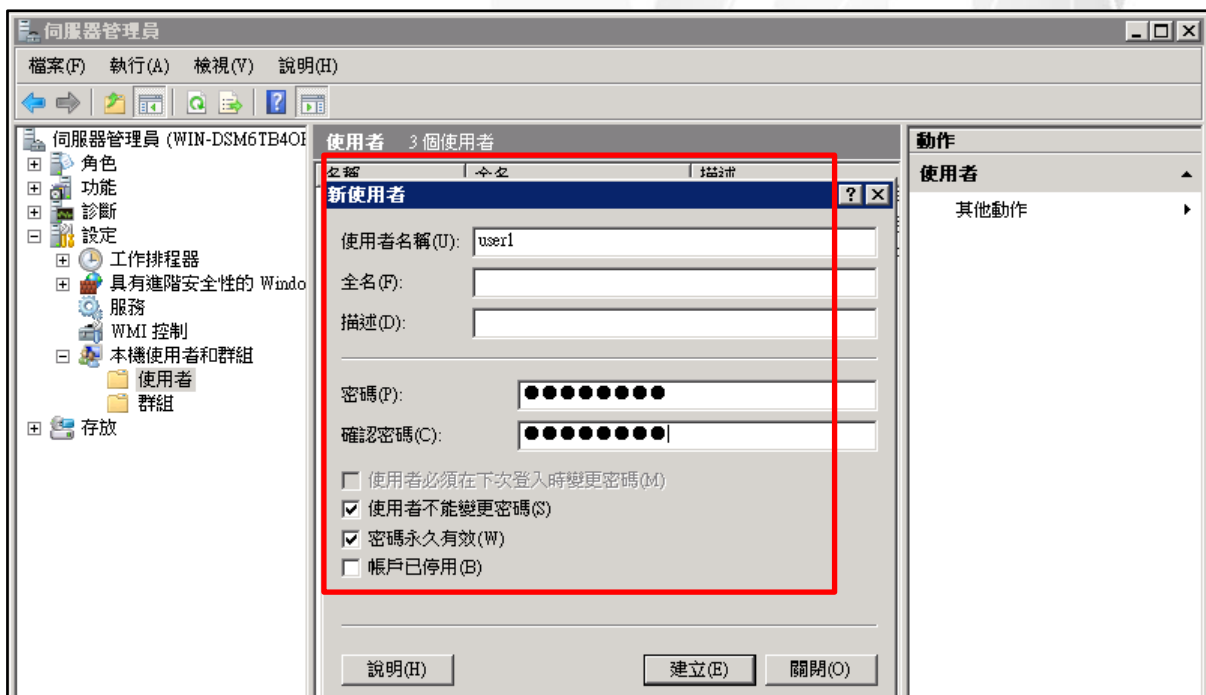 伺服器管理員
檔案(F) 執行(A) 檢視(V) 說明(H)
伺服器管理員 (WIN-DSM6TB4OF
角色
功能
診斷
設定
工作排程器
具有進階安全性的 Windo
服務
WMI 控制
本機使用者和群組
使用者
群組
存放
使用者 3 個使用者
名稱 全名 描述
新使用者
使用者名稱(U): user1
全名(F):
描述(D):
密碼(P): ●●●●●●●●
確認密碼(C): ●●●●●●●●
使用者必須在下次登入時變更密碼(M)
使用者不能變更密碼(S)
密碼永久有效(W)
帳戶已停用(B)
說明(H) 建立(E) 關閉(O)
動作
使用者
其他動作